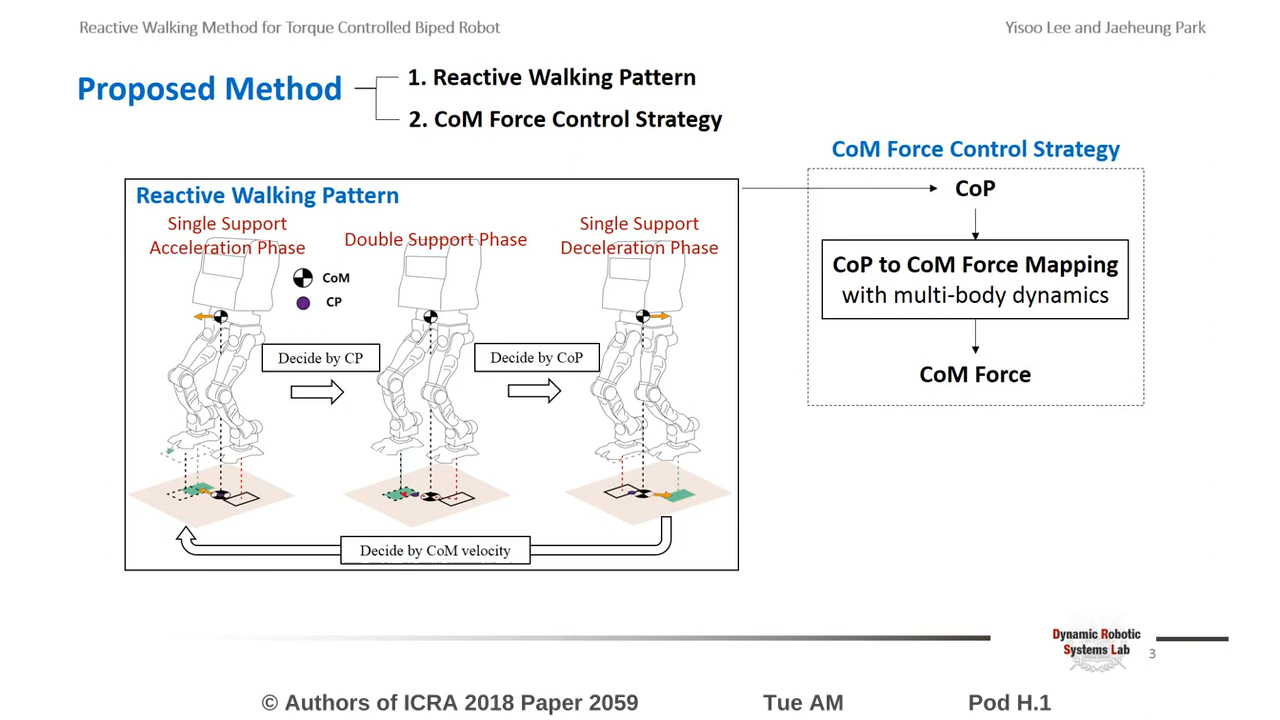 Reactive Walking Method for Torque Controlled Biped Robot
Yisoo Lee and Jaeheung Park
Proposed Method
1. Reactive Walking Pattern
2. CoM Force Control Strategy
Reactive Walking Pattern
Single Support
Acceleration Phase
Double Support Phase
Single Support
Deceleration Phase
CoM
CP
Decide by CP
Decide by CoP
Decide by CoM velocity
CoM Force Control Strategy
CoP
CoP to CoM Force Mapping
with multi-body dynamics
CoM Force
Dynamic Robotic
Systems Lab
3
© Authors of ICRA 2018 Paper 2059
Tue AM
Pod H.1